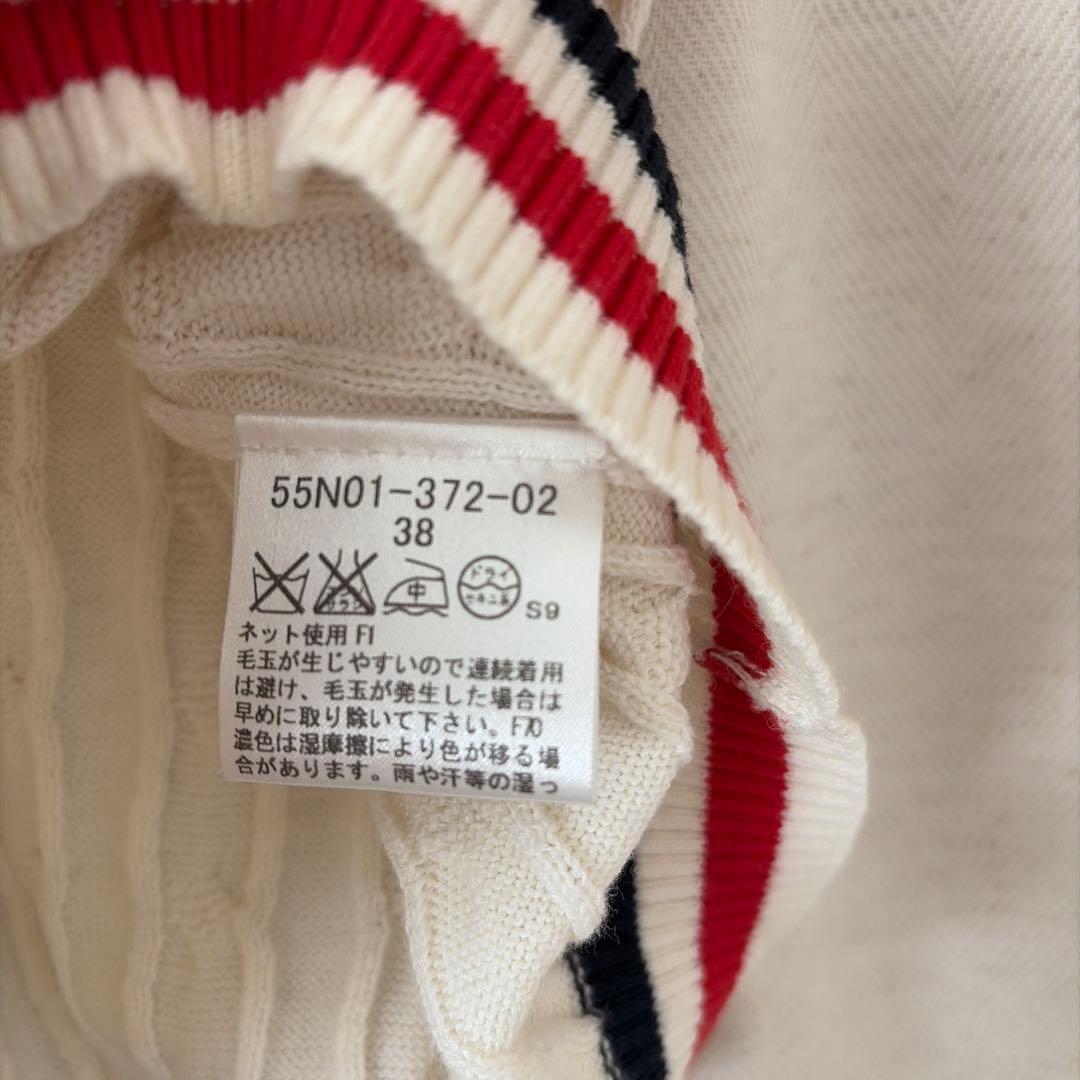 55N01-372-02
38
中 ドライ セキユ系 S9
ネット使用 F1
毛玉が生じやすいので連続着用
は避け、毛玉が発生した場合は
早めに取り除いて下さい。F70
濃色は湿摩擦により色が移る場
合があります。雨や汗等の湿っ